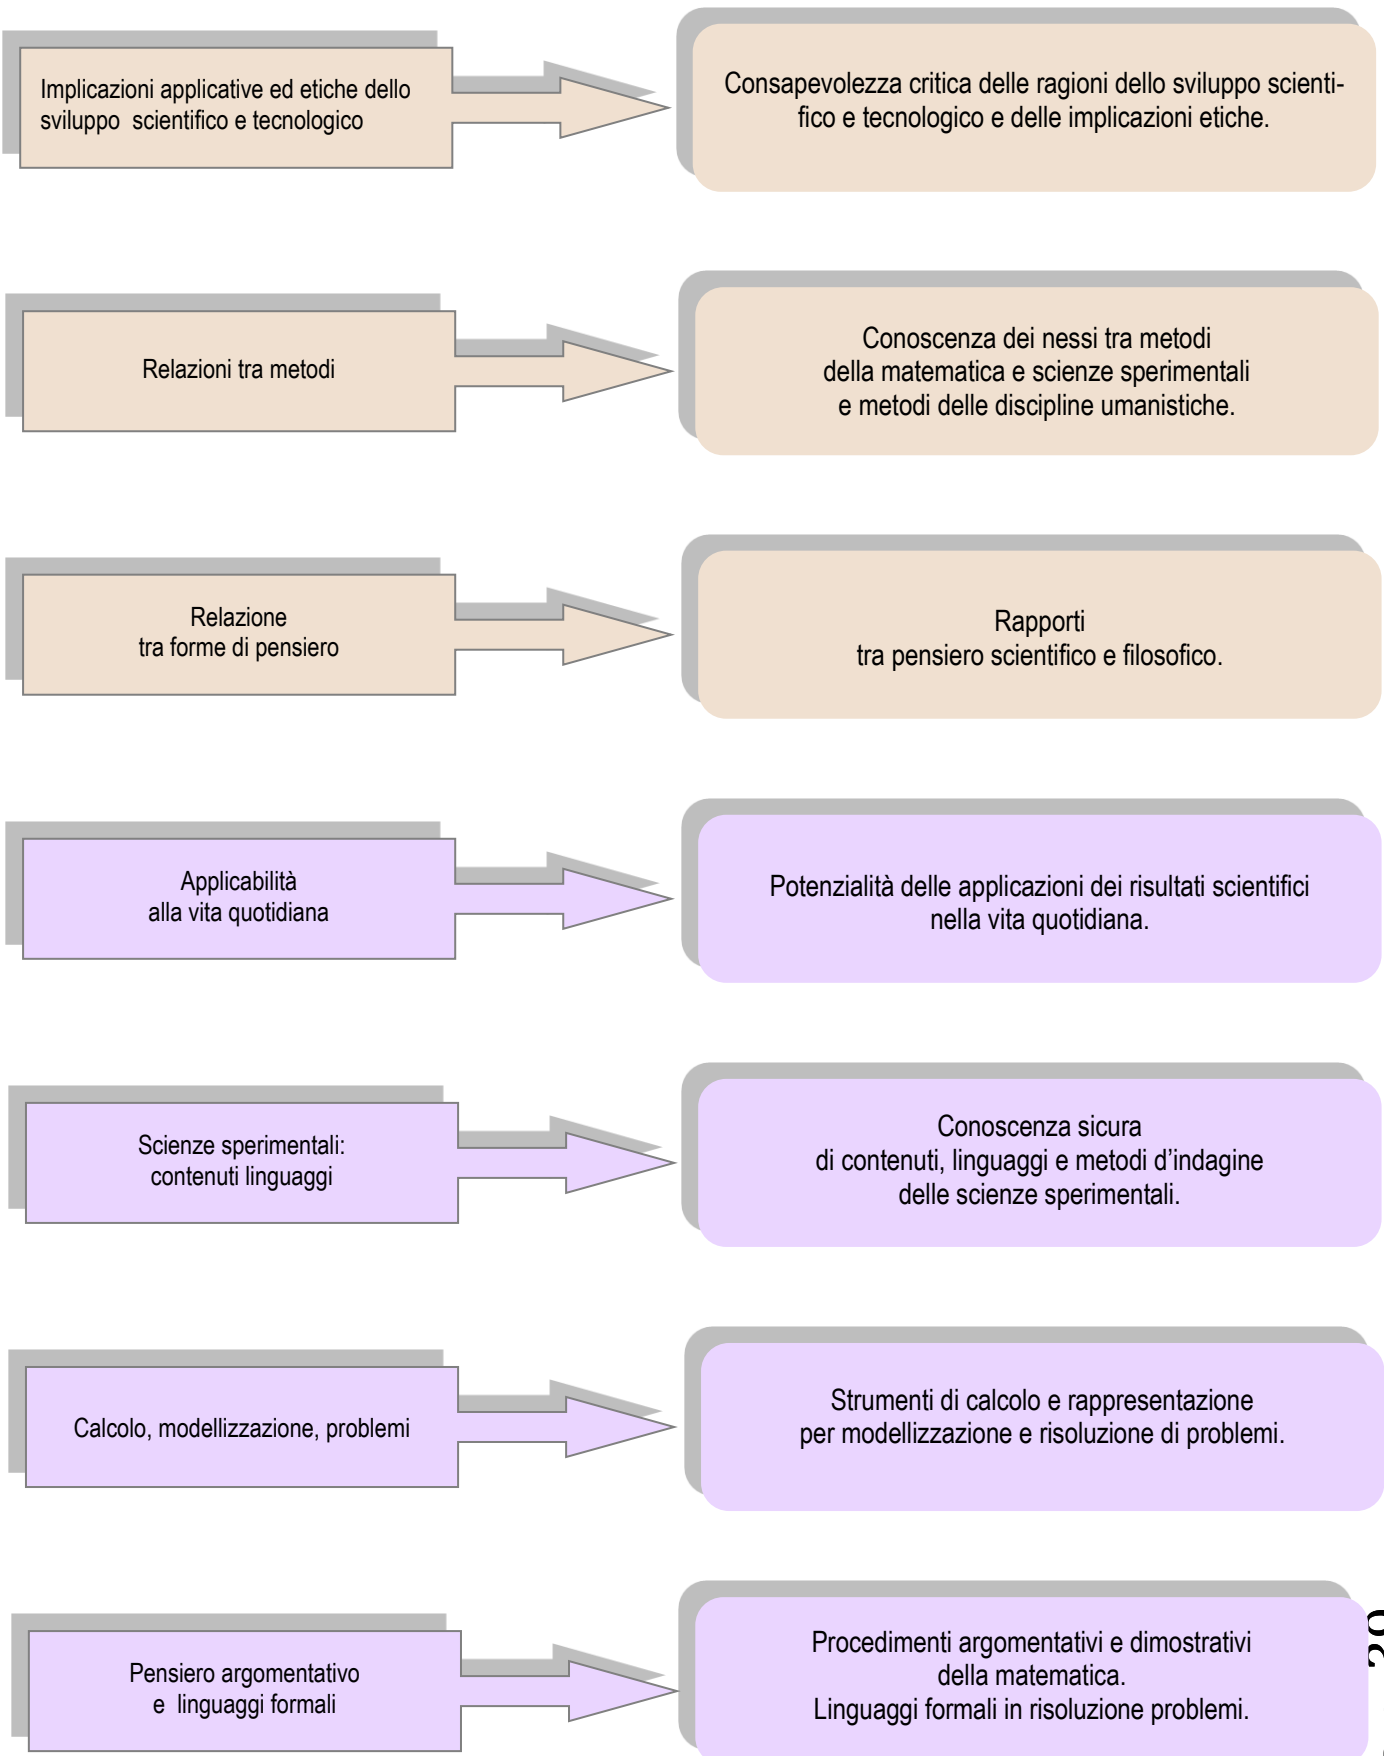 Implicazioni applicative ed etiche dello
sviluppo scientifico e tecnologico
Consapevolezza critica delle ragioni dello sviluppo scienti-
fico e tecnologico e delle implicazioni etiche.
Relazioni tra metodi
Conoscenza dei nessi tra metodi
della matematica e scienze sperimentali
e metodi delle discipline umanistiche.
Relazione
tra forme di pensiero
Rapporti
tra pensiero scientifico e filosofico.
Applicabilità
alla vita quotidiana
Potenzialità delle applicazioni dei risultati scientifici
nella vita quotidiana.
Scienze sperimentali:
contenuti linguaggi
Conoscenza sicura
di contenuti, linguaggi e metodi d’indagine
delle scienze sperimentali.
Calcolo, modellizzazione, problemi
Strumenti di calcolo e rappresentazione
per modellizzazione e risoluzione di problemi.
Pensiero argomentativo
e linguaggi formali
Procedimenti argomentativi e dimostrativi
della matematica.
Linguaggi formali in risoluzione problemi.